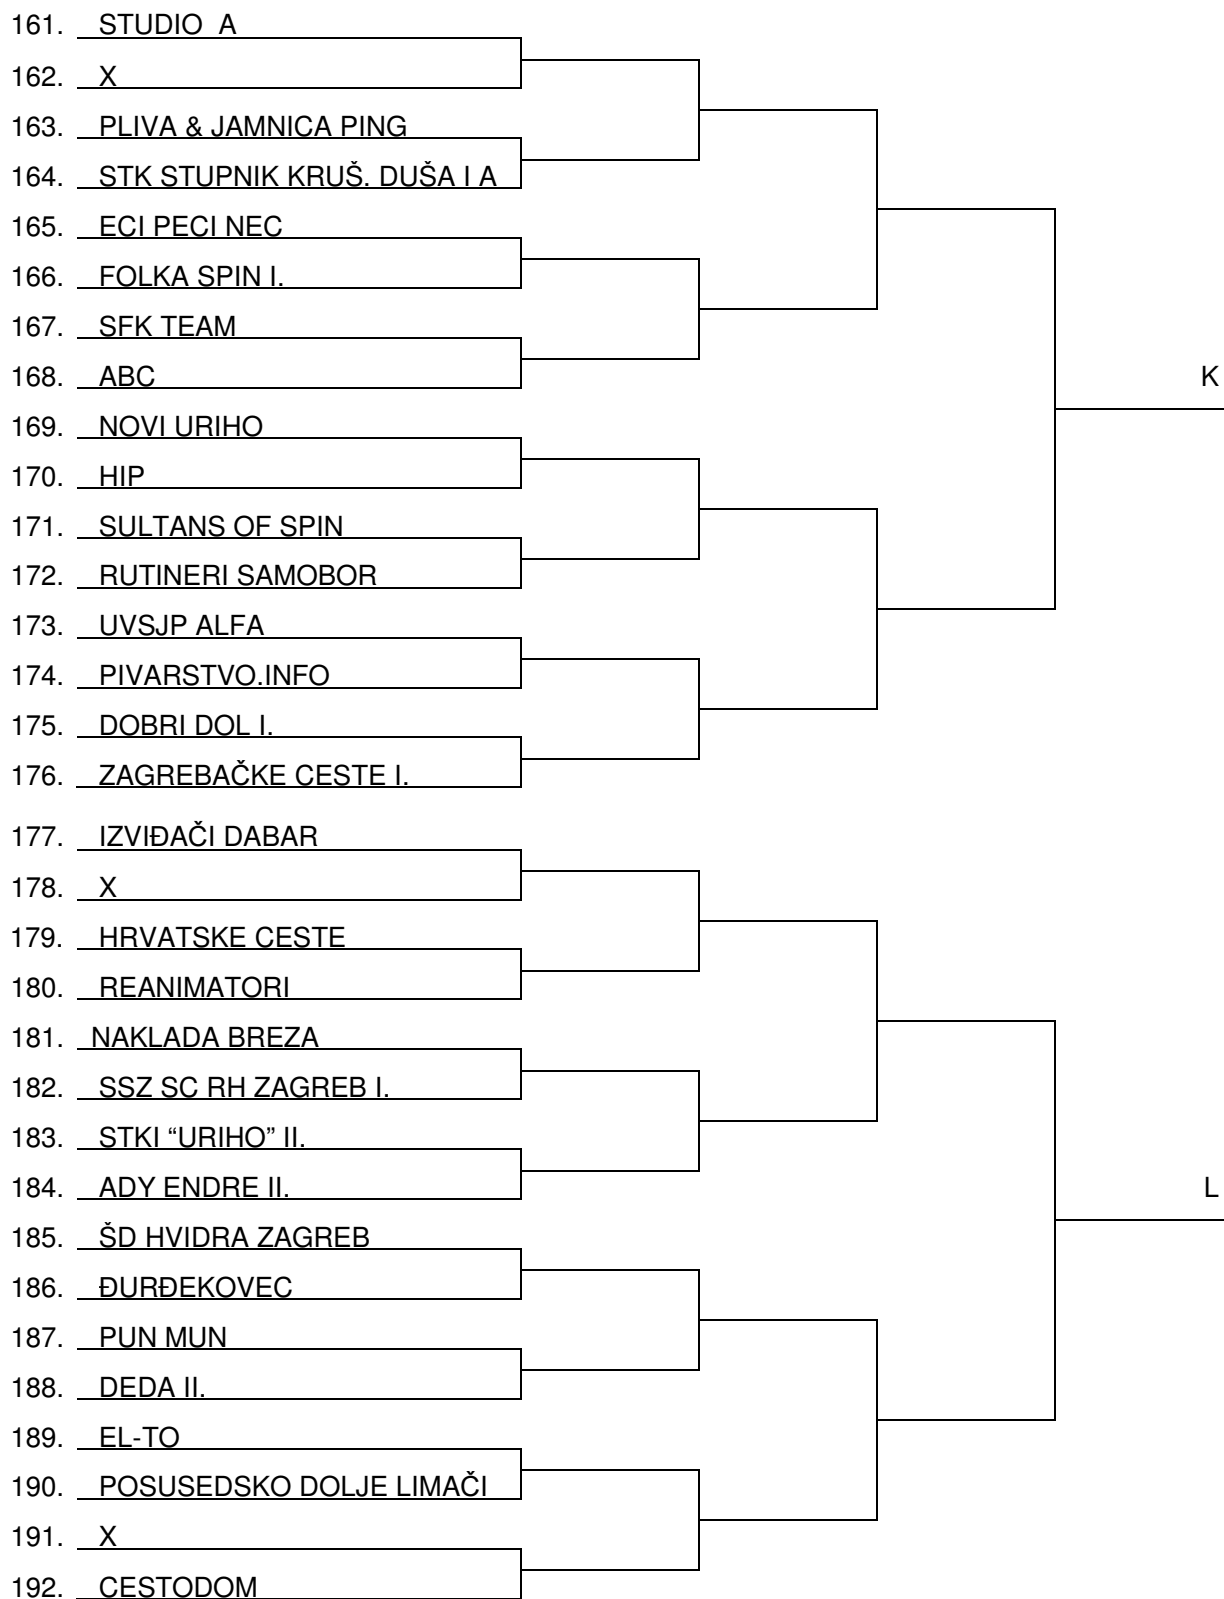 161. STUDIO A
162. X
163. PLIVA & JAMNICA PING
164. STK STUPNIK KRUŠ. DUŠA I A
165. ECI PECI NEC
166. FOLKA SPIN I.
167. SFK TEAM
168. ABC
K
169. NOVI URIHO
170. HIP
171. SULTANS OF SPIN
172. RUTINERI SAMOBOR
173. UVSJP ALFA
174. PIVARSTVO.INFO
175. DOBRI DOL I.
176. ZAGREBAČKE CESTE I.
177. IZVIĐAČI DABAR
178. X
179. HRVATSKE CESTE
180. REANIMATORI
181. NAKLADA BREZA
182. SSZ SC RH ZAGREB I.
183. STKI “URIHO” II.
184. ADY ENDRE II.
L
185. ŠD HVIDRA ZAGREB
186. ĐURĐEKOVEC
187. PUN MUN
188. DEDA II.
189. EL-TO
190. POSUSEDSKO DOLJE LIMAČI
191. X
192. CESTODOM